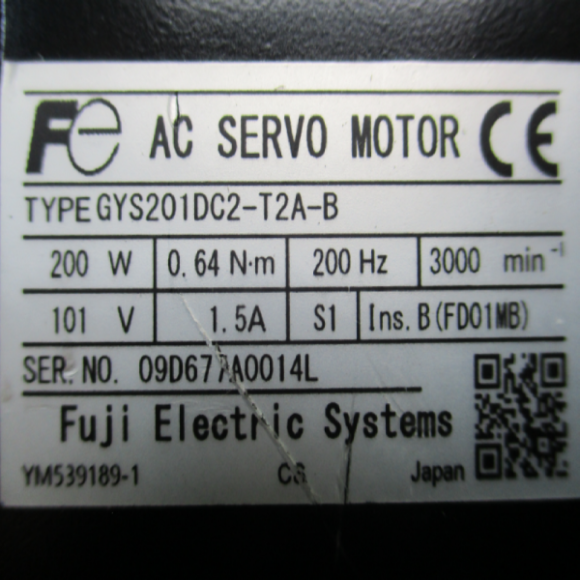 Fe AC SERVO MOTOR CE
TYPE GYS201DC2-T2A-B
200 W 0.64 N·m 200 Hz 3000 min⁻¹
101 V 1.5A S1 Ins. B (FD01MB)
SER. NO. 09D677A0014L
Fuji Electric Systems
YM539189-1 Japan